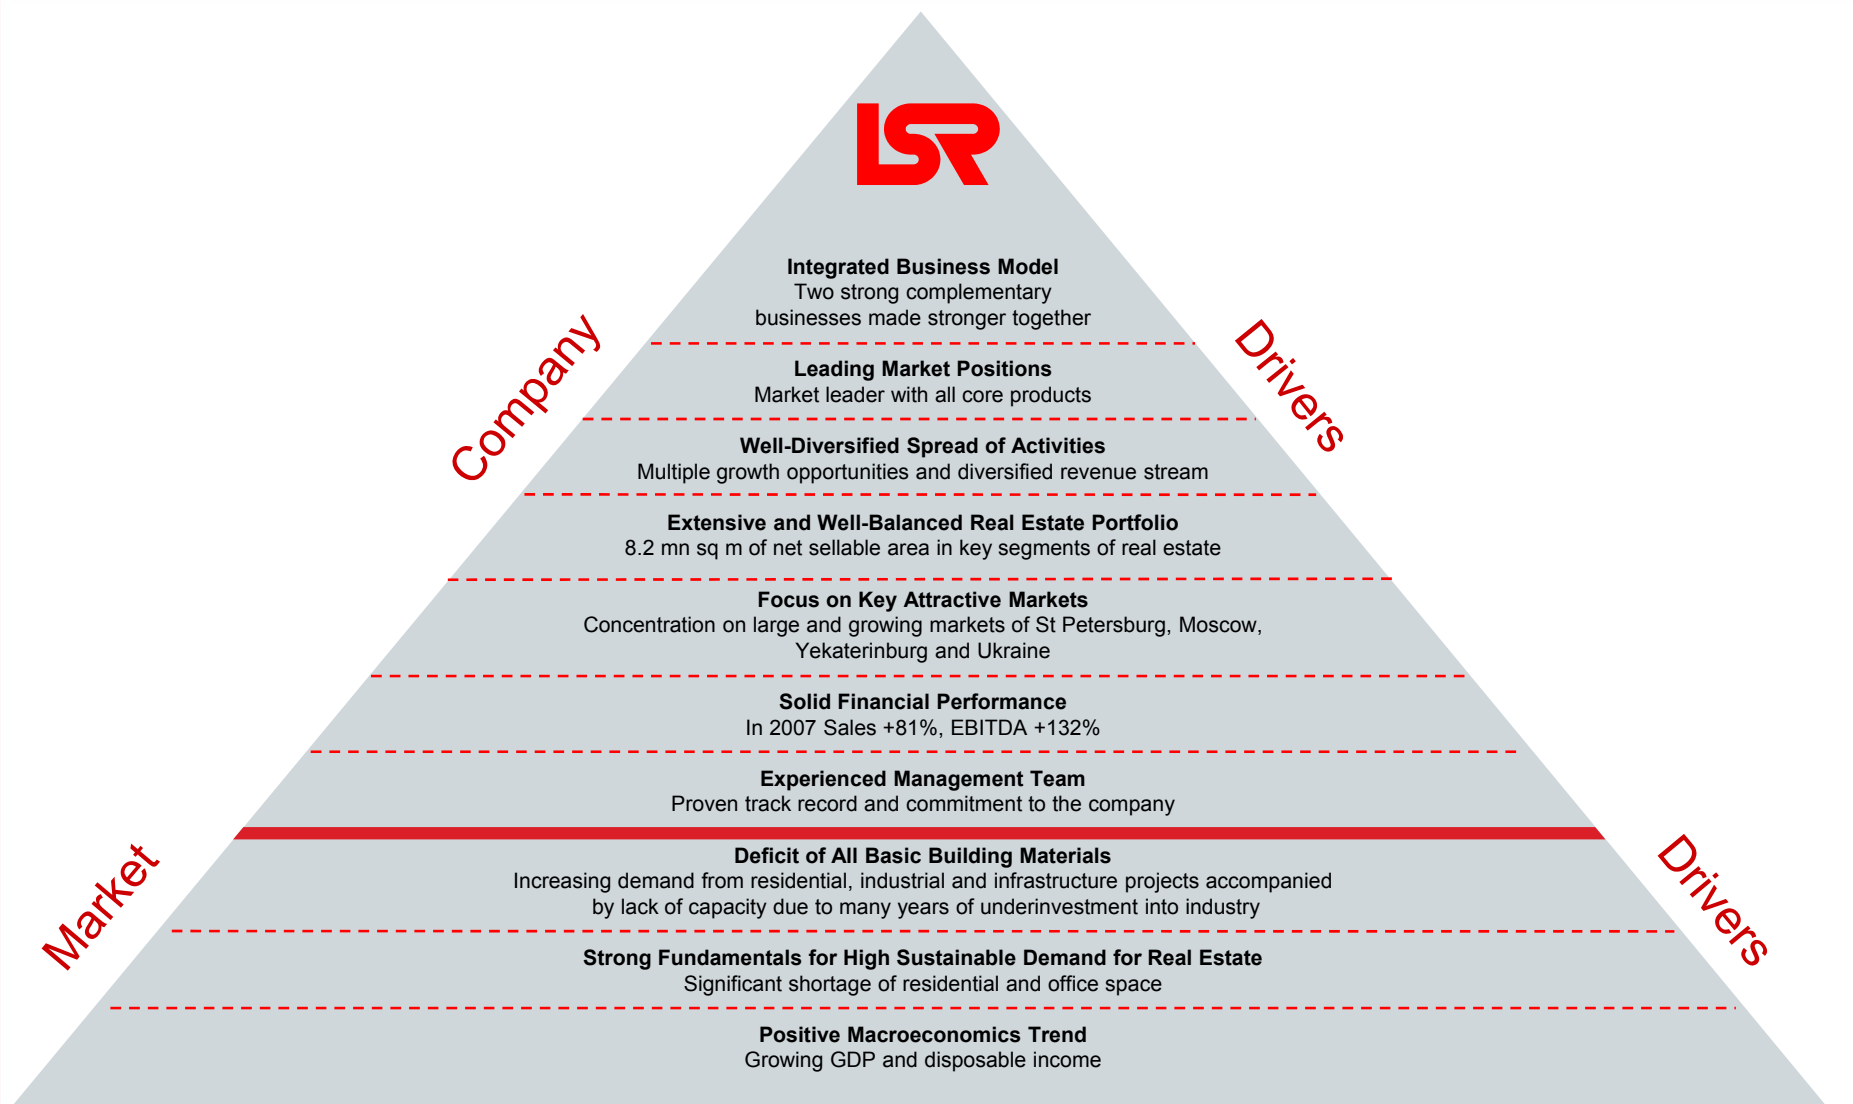 LSR
Integrated Business Model
Two strong complementary
businesses made stronger together
Company
Drivers
Leading Market Positions
Market leader with all core products
Well-Diversified Spread of Activities
Multiple growth opportunities and diversified revenue stream
Extensive and Well-Balanced Real Estate Portfolio
8.2 mn sq m of net sellable area in key segments of real estate
Focus on Key Attractive Markets
Concentration on large and growing markets of St Petersburg, Moscow,
Yekaterinburg and Ukraine
Solid Financial Performance
In 2007 Sales +81%, EBITDA +132%
Experienced Management Team
Proven track record and commitment to the company
Market
Drivers
Deficit of All Basic Building Materials
Increasing demand from residential, industrial and infrastructure projects accompanied
by lack of capacity due to many years of underinvestment into industry
Strong Fundamentals for High Sustainable Demand for Real Estate
Significant shortage of residential and office space
Positive Macroeconomics Trend
Growing GDP and disposable income